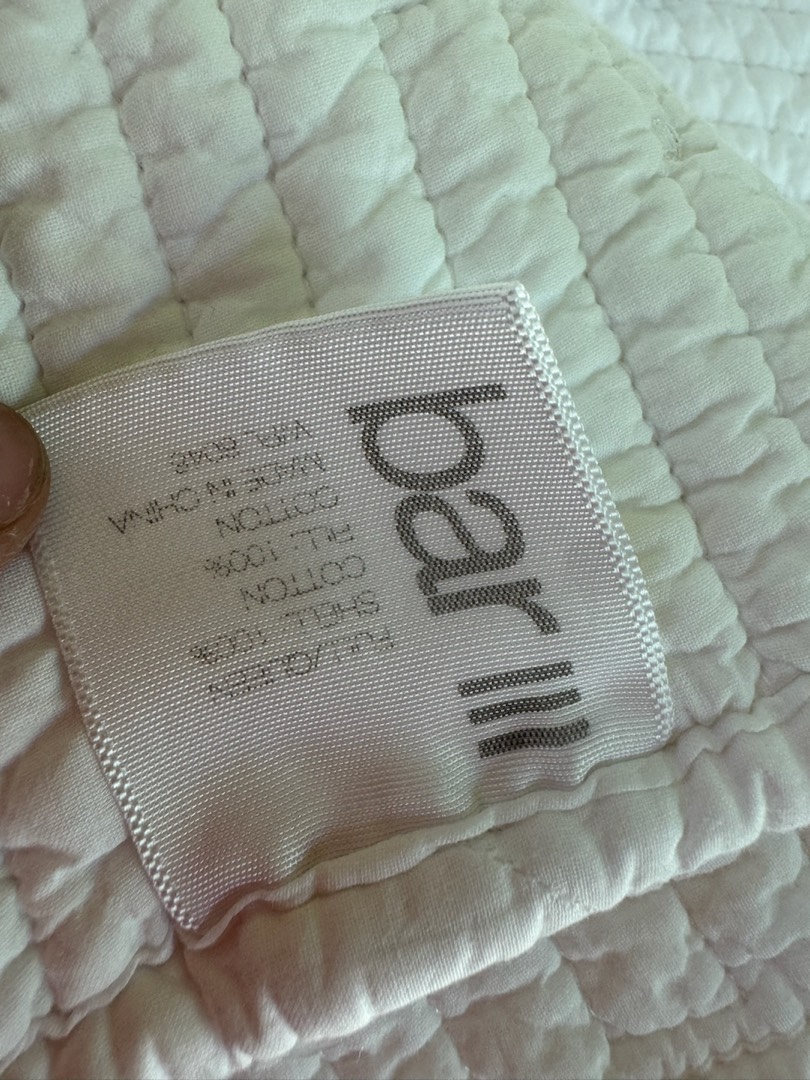 bar III
FULL/QUEEN
SHELL: 100%
COTTON
FILL: 100%
COTTON
MADE IN CHINA